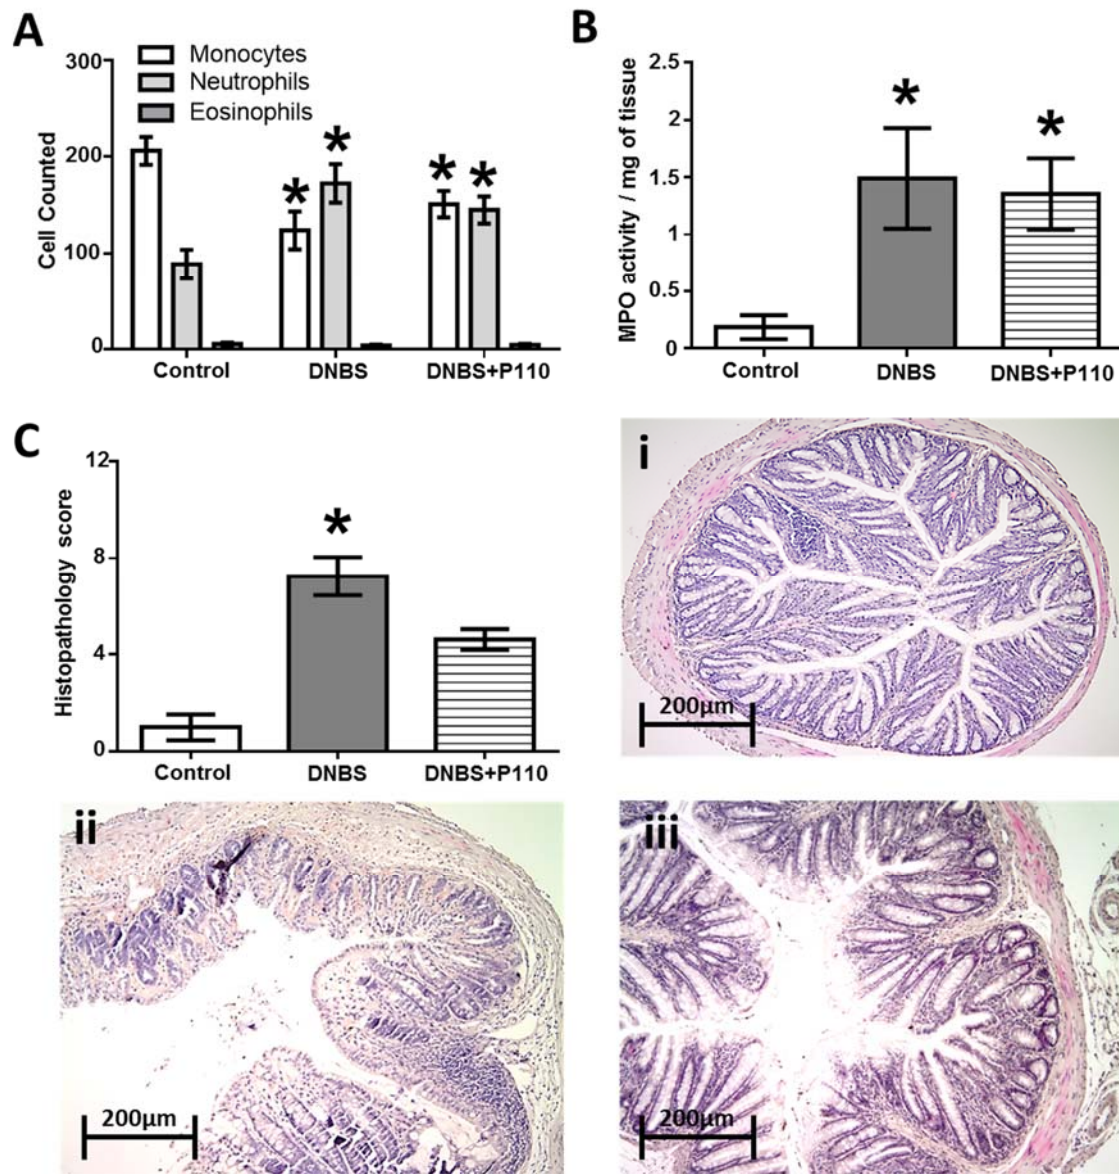 A
300
200
100
0
Cell Counted
Monocytes
Neutrophils
Eosinophils
*
*
*
*
Control
DNBS
DNBS+P110
B
2.5
2
1.5
1
0.5
0
MPO activity / mg of tissue
*
*
Control
DNBS
DNBS+P110
C
12
8
4
0
Histopathology score
*
Control
DNBS
DNBS+P110
i
200µm
ii
200µm
iii
200µm